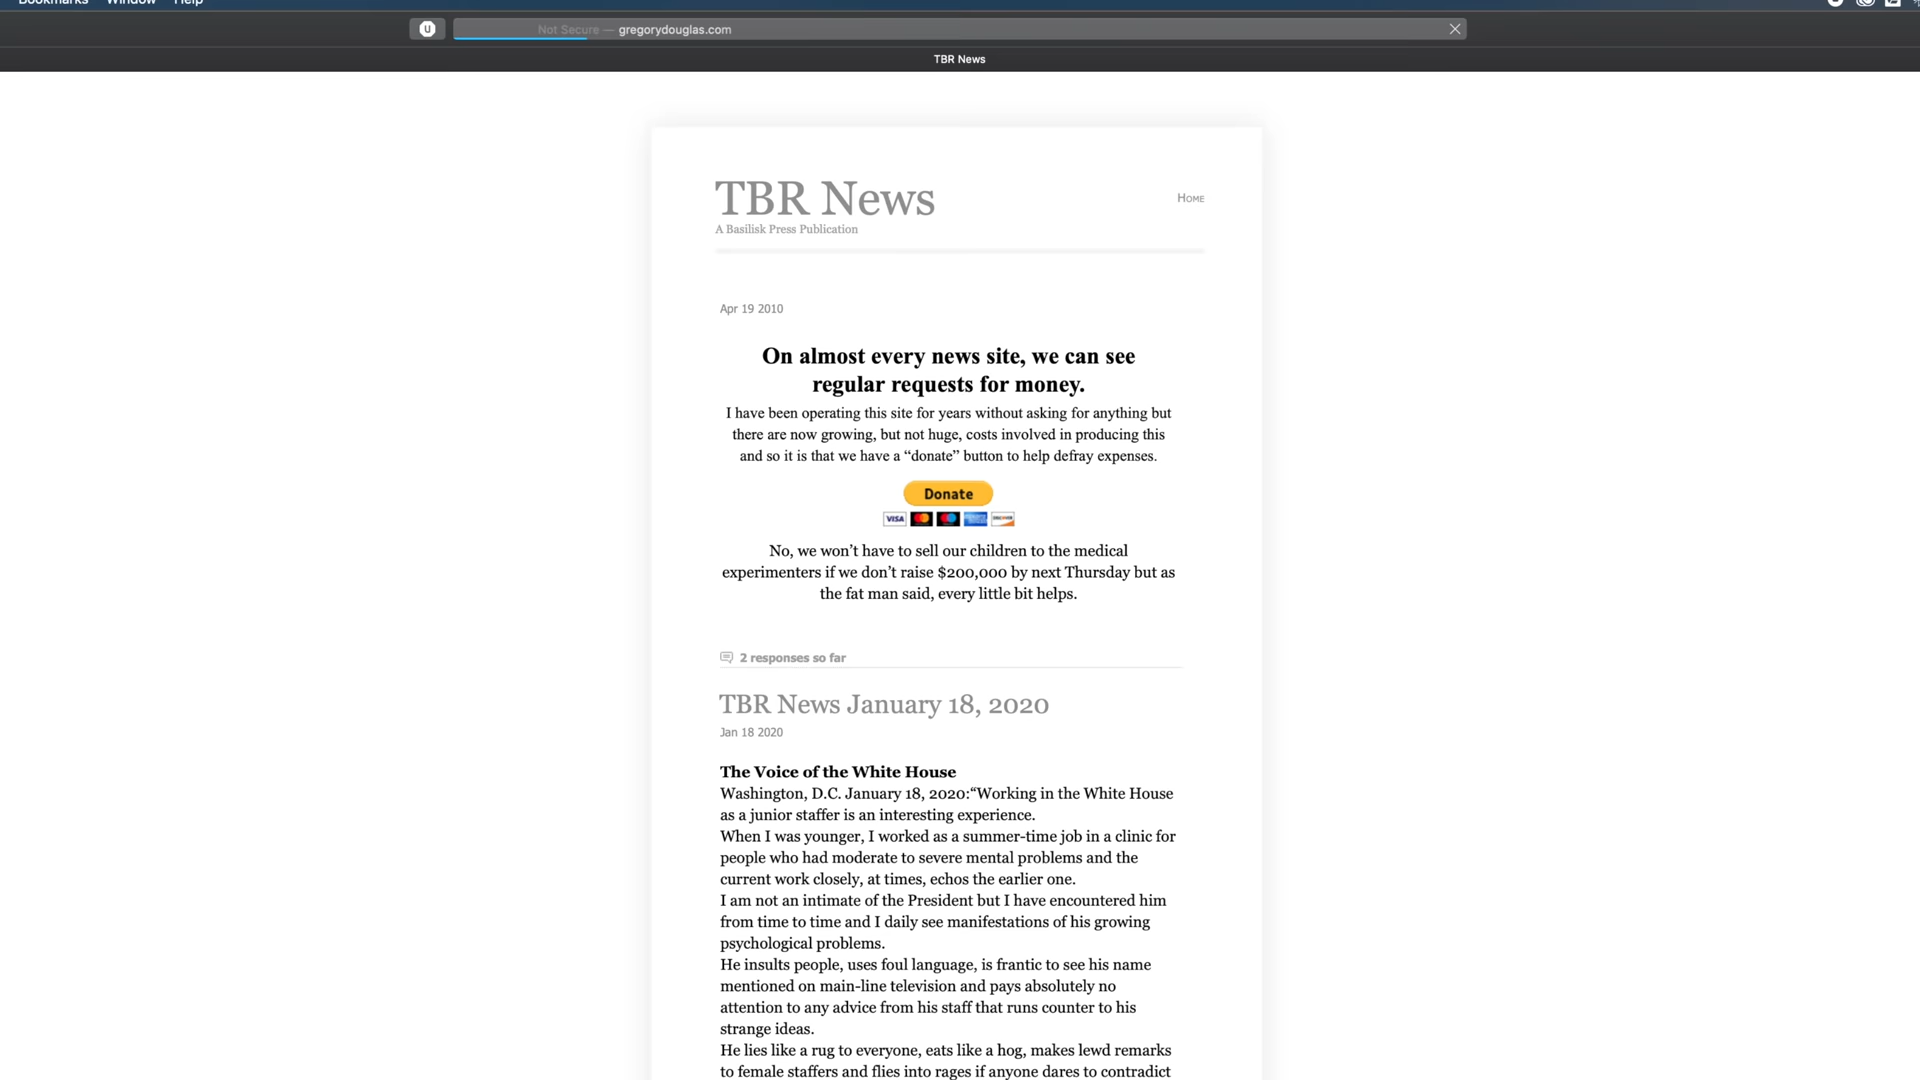 Bookmarks Window Help
U
Not Secure — gregorydouglas.com
TBR News
TBR News
Home
A Basilisk Press Publication
Apr 19 2010
On almost every news site, we can see
regular requests for money.
I have been operating this site for years without asking for anything but
there are now growing, but not huge, costs involved in producing this
and so it is that we have a “donate” button to help defray expenses.
Donate
VISA
No, we won’t have to sell our children to the medical
experimenters if we don’t raise $200,000 by next Thursday but as
the fat man said, every little bit helps.
2 responses so far
TBR News January 18, 2020
Jan 18 2020
The Voice of the White House
Washington, D.C. January 18, 2020:“Working in the White House
as a junior staffer is an interesting experience.
When I was younger, I worked as a summer-time job in a clinic for
people who had moderate to severe mental problems and the
current work closely, at times, echos the earlier one.
I am not an intimate of the President but I have encountered him
from time to time and I daily see manifestations of his growing
psychological problems.
He insults people, uses foul language, is frantic to see his name
mentioned on main-line television and pays absolutely no
attention to any advice from his staff that runs counter to his
strange ideas.
He lies like a rug to everyone, eats like a hog, makes lewd remarks
to female staffers and flies into rages if anyone dares to contradict